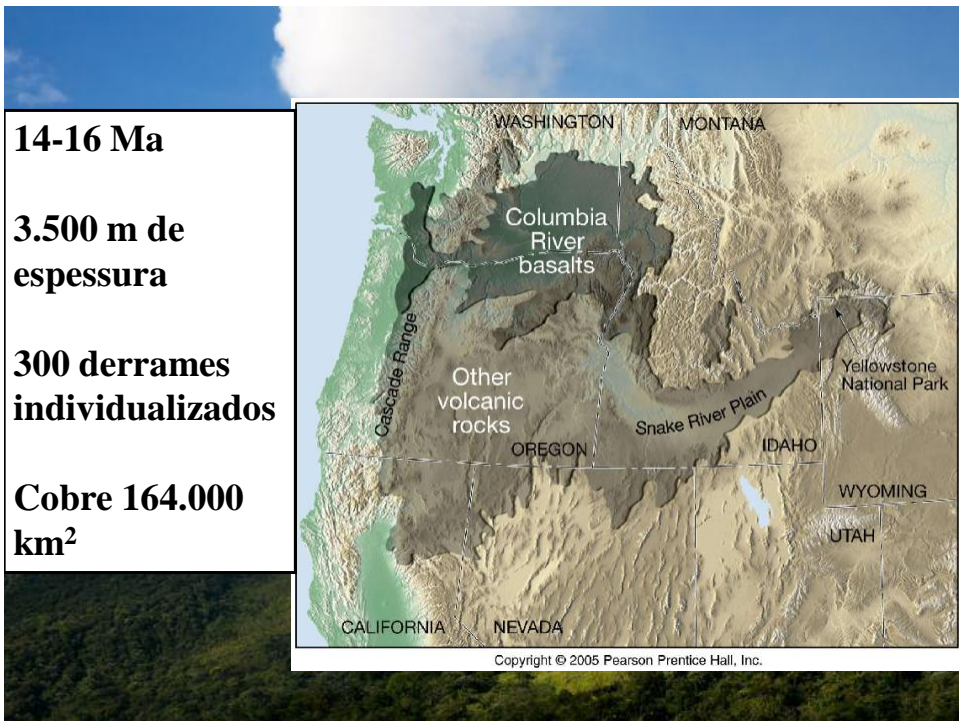 14-16 Ma
3.500 m de
espessura
300 derrames
individualizados
Cobre 164.000
km²
WASHINGTON
MONTANA
Columbia
River
basalts
Cascade Range
Other
volcanic
rocks
OREGON
Snake River Plain
IDAHO
Yellowstone
National Park
WYOMING
UTAH
CALIFORNIA
NEVADA
Copyright © 2005 Pearson Prentice Hall, Inc.